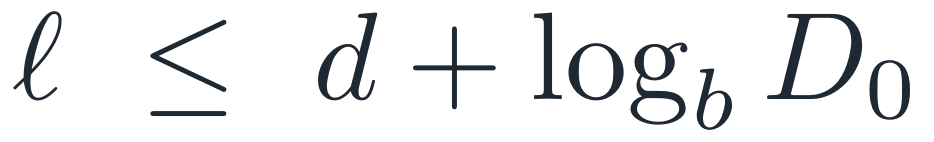 ℓ ≤ d + log_b D_0